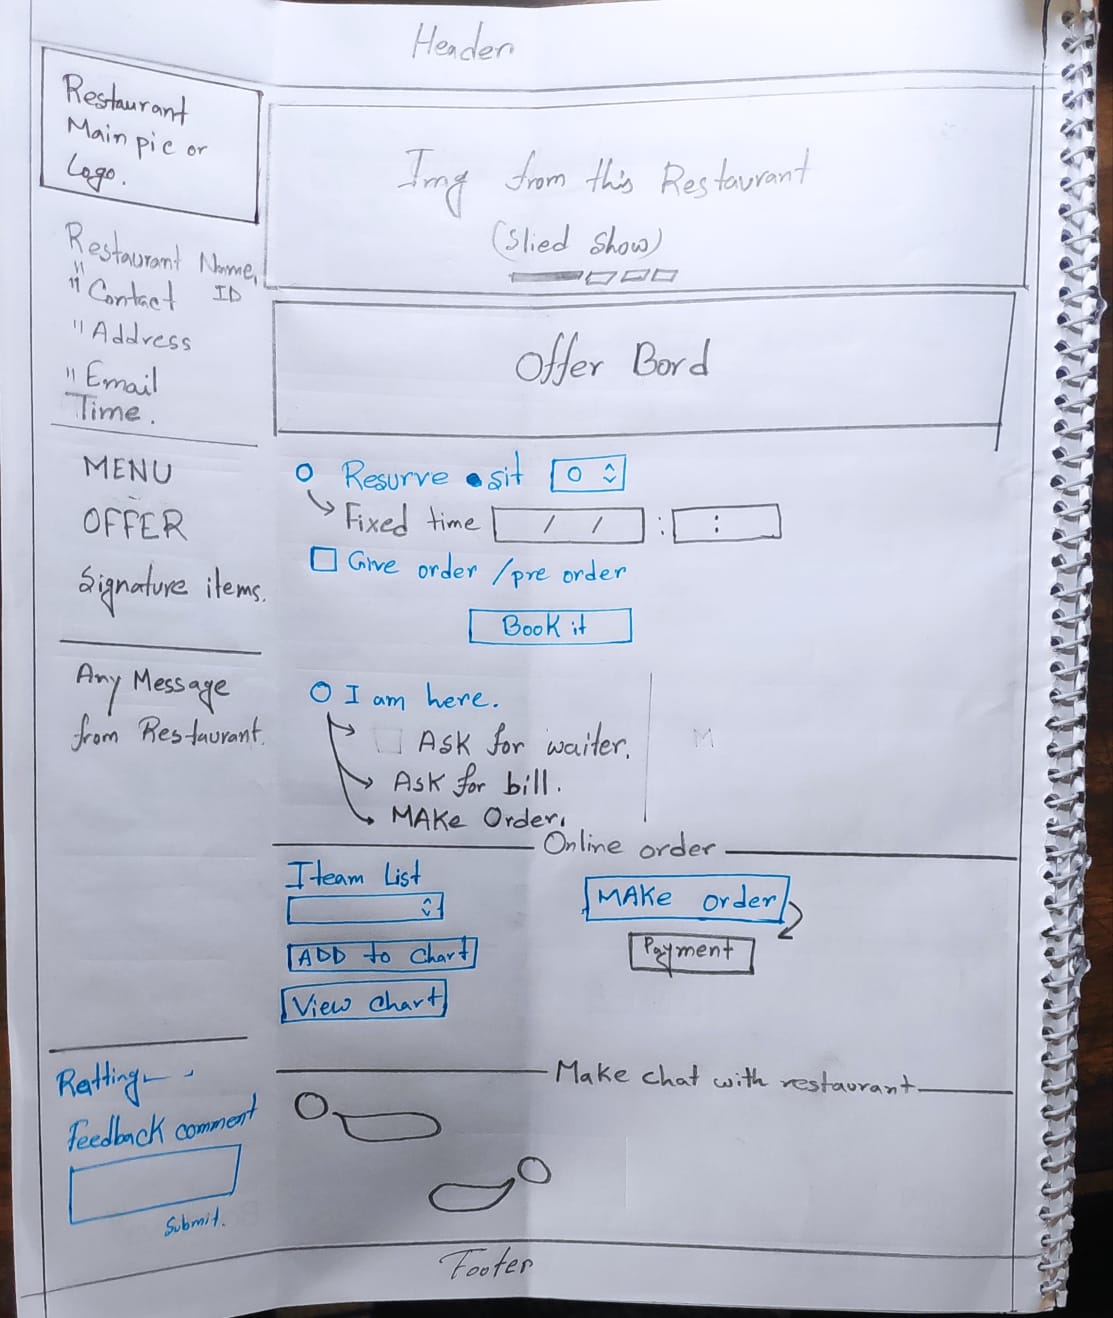 Header
Restaurant
Main pic or
Logo.
Restaurant Name,
" Contact ID
" Address
" Email
Time.
MENU
OFFER
Signature items.
Any Message
from Restaurant.
Ratting
Feedback comment
Submit.
Img from this Restaurant
(Slied Show)
Offer Bord
Resurve sit 0
Fixed time / / : :
Give order / pre order
Book it
I am here.
Ask for waiter.
M
Ask for bill.
MAKe Order.
Online order
Iteam List
MAKe order
ADD to Chart
Payment
View Chart
Make chat with restaurant
Footer